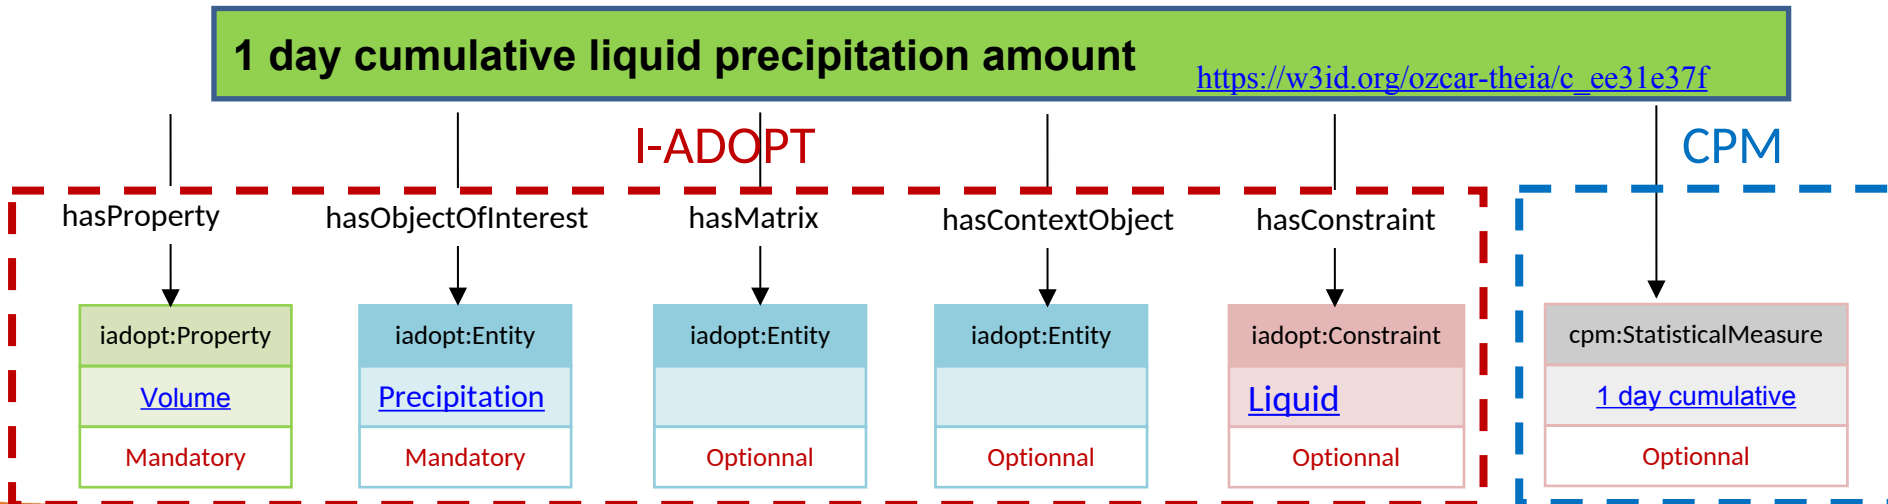 1 day cumulative liquid precipitation amount
https://w3id.org/ozcar-theia/c_ee31e37f
I-ADOPT
CPM
hasProperty
hasObjectOfInterest
hasMatrix
hasContextObject
hasConstraint
iadopt:Property
iadopt:Entity
iadopt:Entity
iadopt:Entity
iadopt:Constraint
cpm:StatisticalMeasure
Volume
Precipitation
Liquid
1 day cumulative
Mandatory
Mandatory
Optionnal
Optionnal
Optionnal
Optionnal